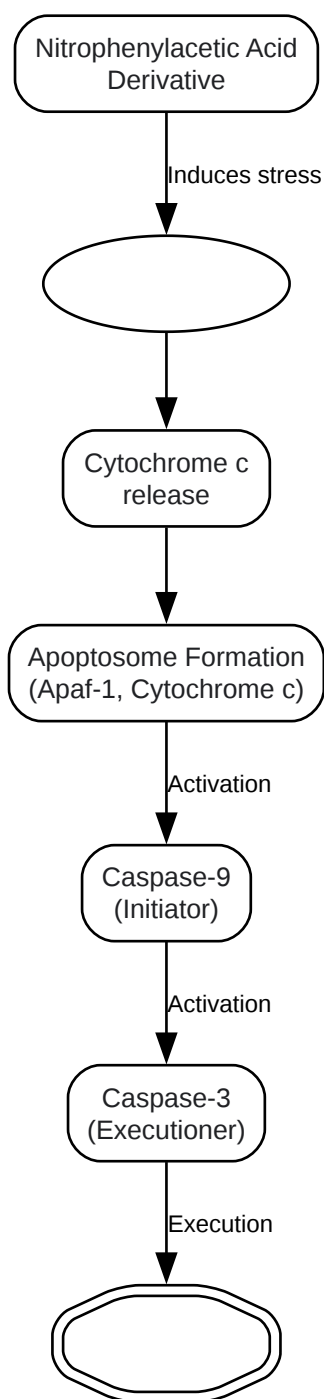 Nitrophenylacetic Acid
Derivative
Induces stress
Cytochrome c
release
Apoptosome Formation
(Apaf-1, Cytochrome c)
Activation
Caspase-9
(Initiator)
Activation
Caspase-3
(Executioner)
Execution